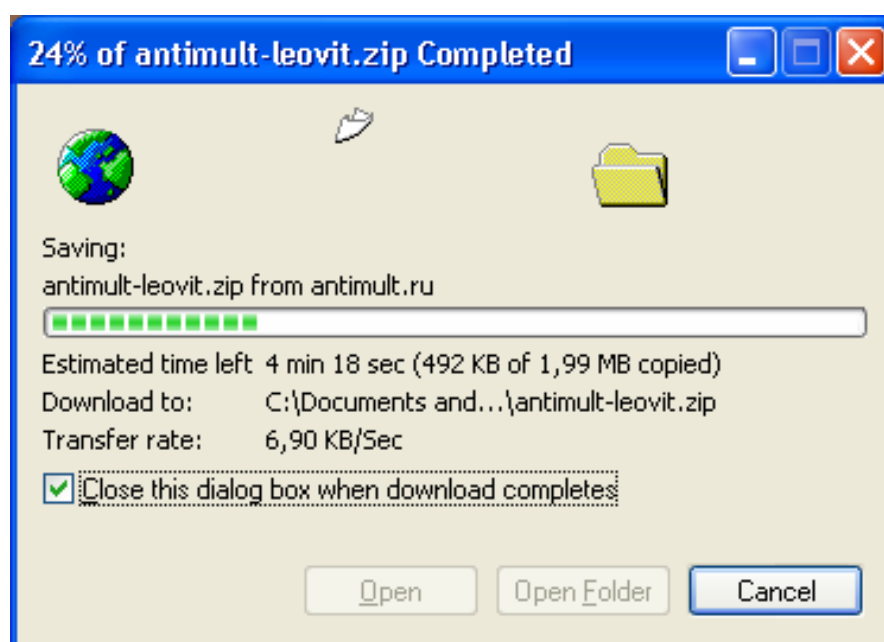 24% of antimult-leovit.zip Completed
Saving:
antimult-leovit.zip from antimult.ru
Estimated time left 4 min 18 sec (492 KB of 1,99 MB copied)
Download to: C:\Documents and...\antimult-leovit.zip
Transfer rate: 6,90 KB/Sec
Close this dialog box when download completes
Open Open Folder Cancel